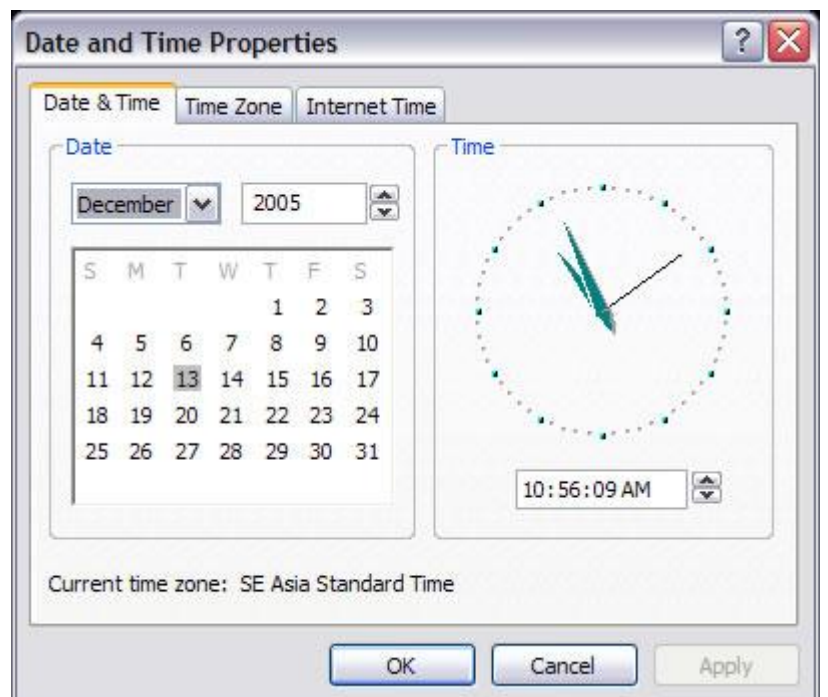 Date and Time Properties
Date & Time Time Zone Internet Time
Date
December 2005
S M T W T F S
1 2 3
4 5 6 7 8 9 10
11 12 13 14 15 16 17
18 19 20 21 22 23 24
25 26 27 28 29 30 31
Time
10:56:09 AM
Current time zone: SE Asia Standard Time
OK Cancel Apply